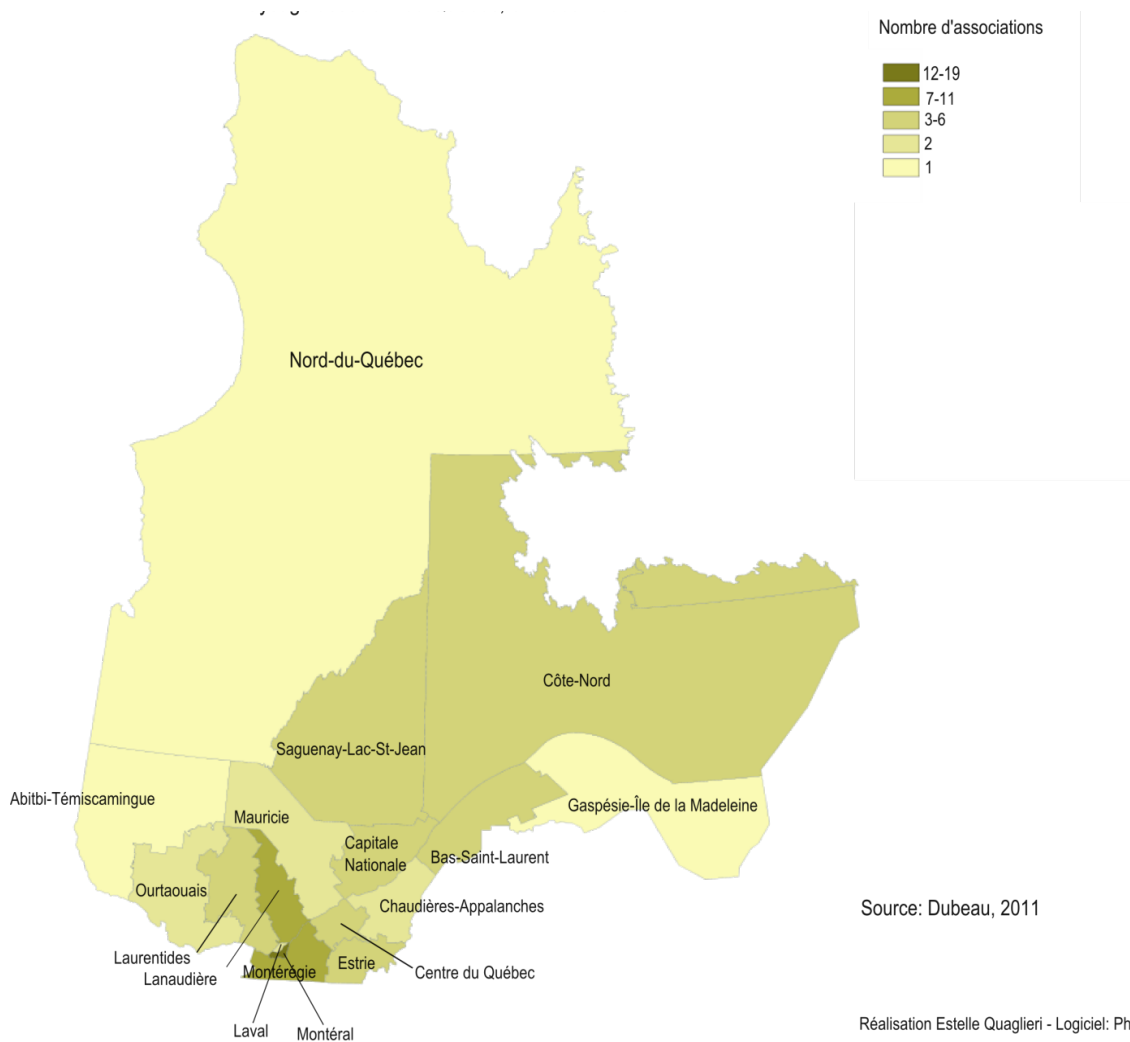 Nombre d'associations
12-19
7-11
3-6
2
1
Nord-du-Québec
Côte-Nord
Saguenay-Lac-St-Jean
Abitbi-Témiscamingue
Gaspésie-Île de la Madeleine
Mauricie
Capitale
Nationale
Bas-Saint-Laurent
Ourtaouais
Chaudières-Appalanches
Source: Dubeau, 2011
Laurentides
Lanaudière
Montérégie
Estrie
Centre du Québec
Laval
Montéral
Réalisation Estelle Quaglieri - Logiciel: Ph